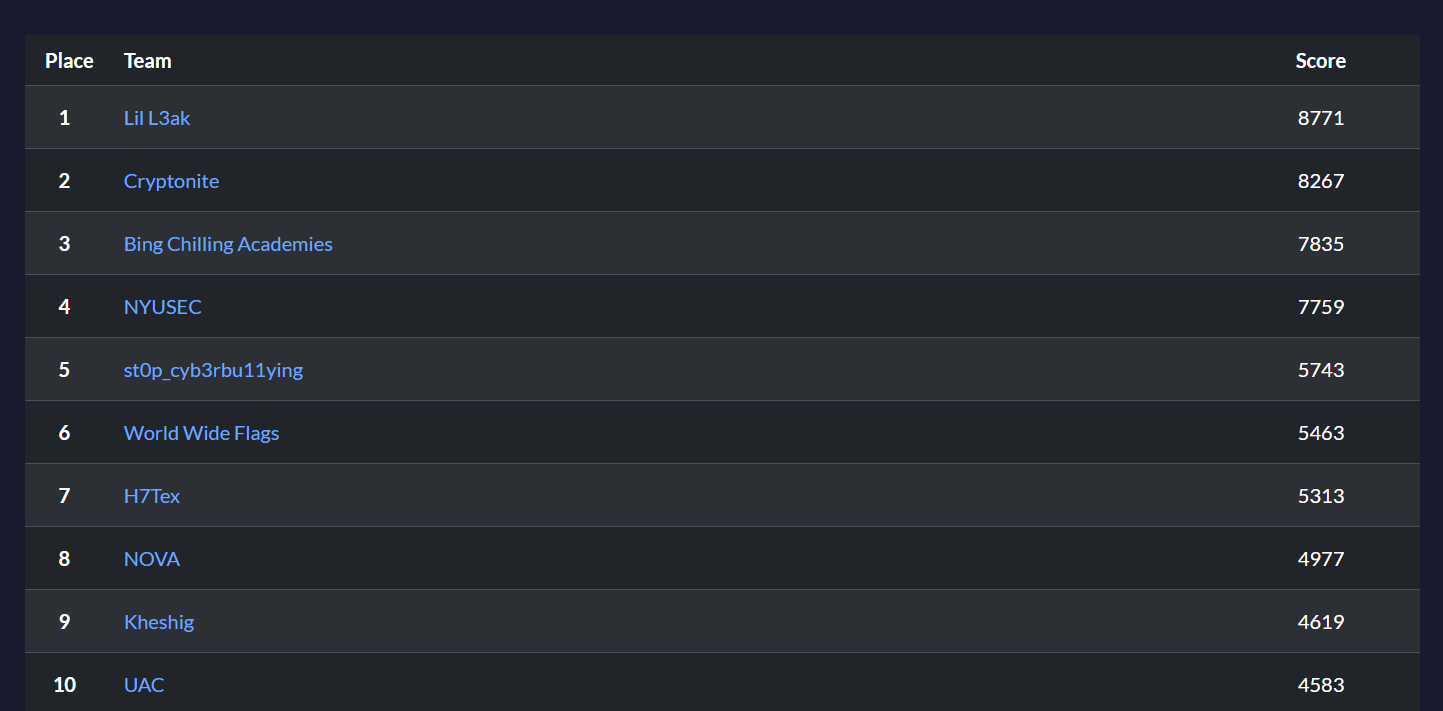 Place Team Score
1 Lil L3ak 8771
2 Cryptonite 8267
3 Bing Chilling Academies 7835
4 NYUSEC 7759
5 st0p_cyb3rbu11ying 5743
6 World Wide Flags 5463
7 H7Tex 5313
8 NOVA 4977
9 Kheshig 4619
10 UAC 4583